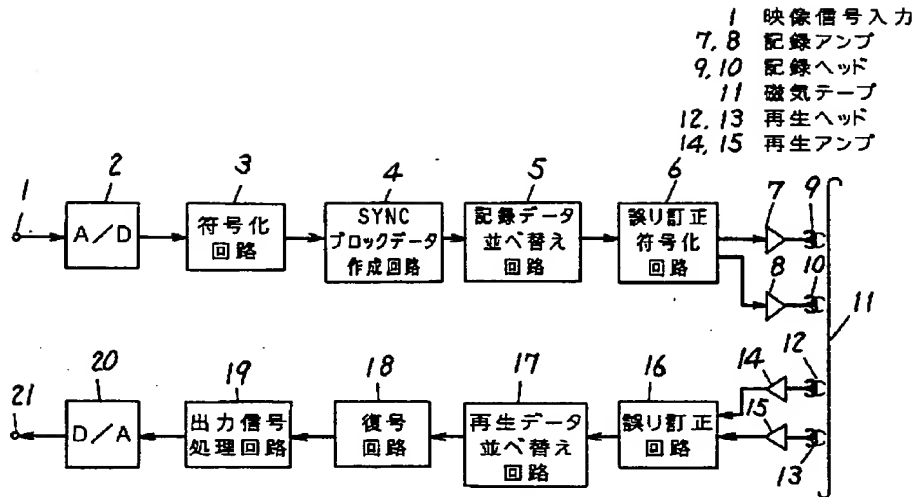 1 映像信号入力
7, 8 記録アンプ
9, 10 記録ヘッド
11 磁気テープ
12, 13 再生ヘッド
14, 15 再生アンプ
1
2
3
4
5
6
7
9
A/D
符号化
回路
SYNC
ブロックデータ
作成回路
記録データ
並べ替え
回路
誤り訂正
符号化
回路
8
10
11
21
20
19
18
17
16
14
12
15
13
D/A
出力信号
処理回路
復号
回路
再生データ
並べ替え
回路
誤り訂正
回路